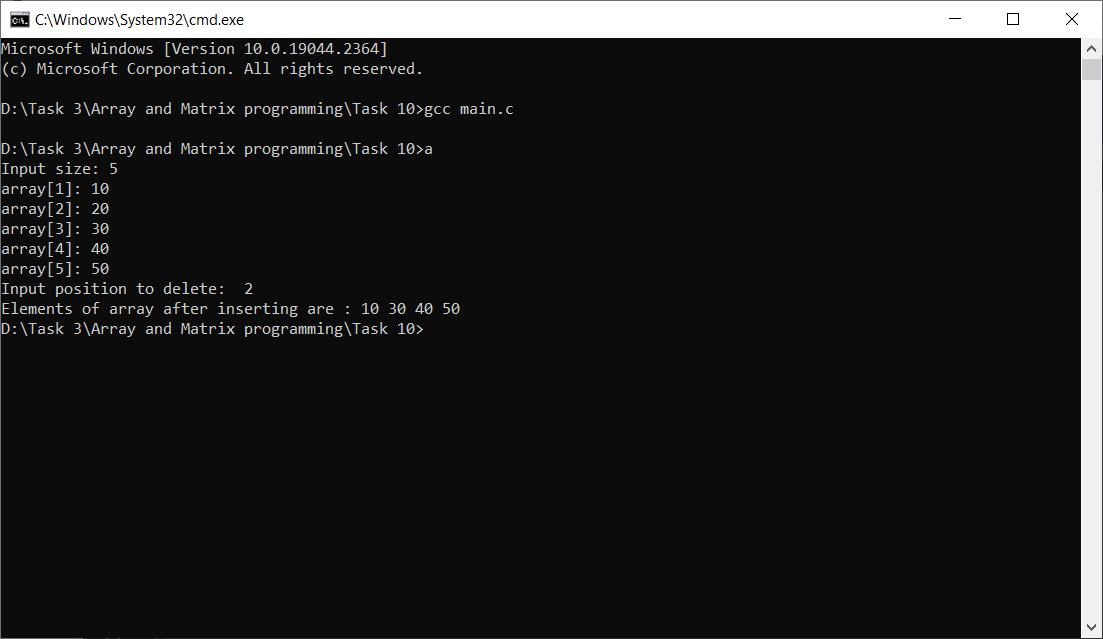 C:\Windows\System32\cmd.exe
Microsoft Windows [Version 10.0.19044.2364]
(c) Microsoft Corporation. All rights reserved.
D:\Task 3\Array and Matrix programming\Task 10>gcc main.c
D:\Task 3\Array and Matrix programming\Task 10>a
Input size: 5
array[1]: 10
array[2]: 20
array[3]: 30
array[4]: 40
array[5]: 50
Input position to delete:  2
Elements of array after inserting are : 10 30 40 50
D:\Task 3\Array and Matrix programming\Task 10>